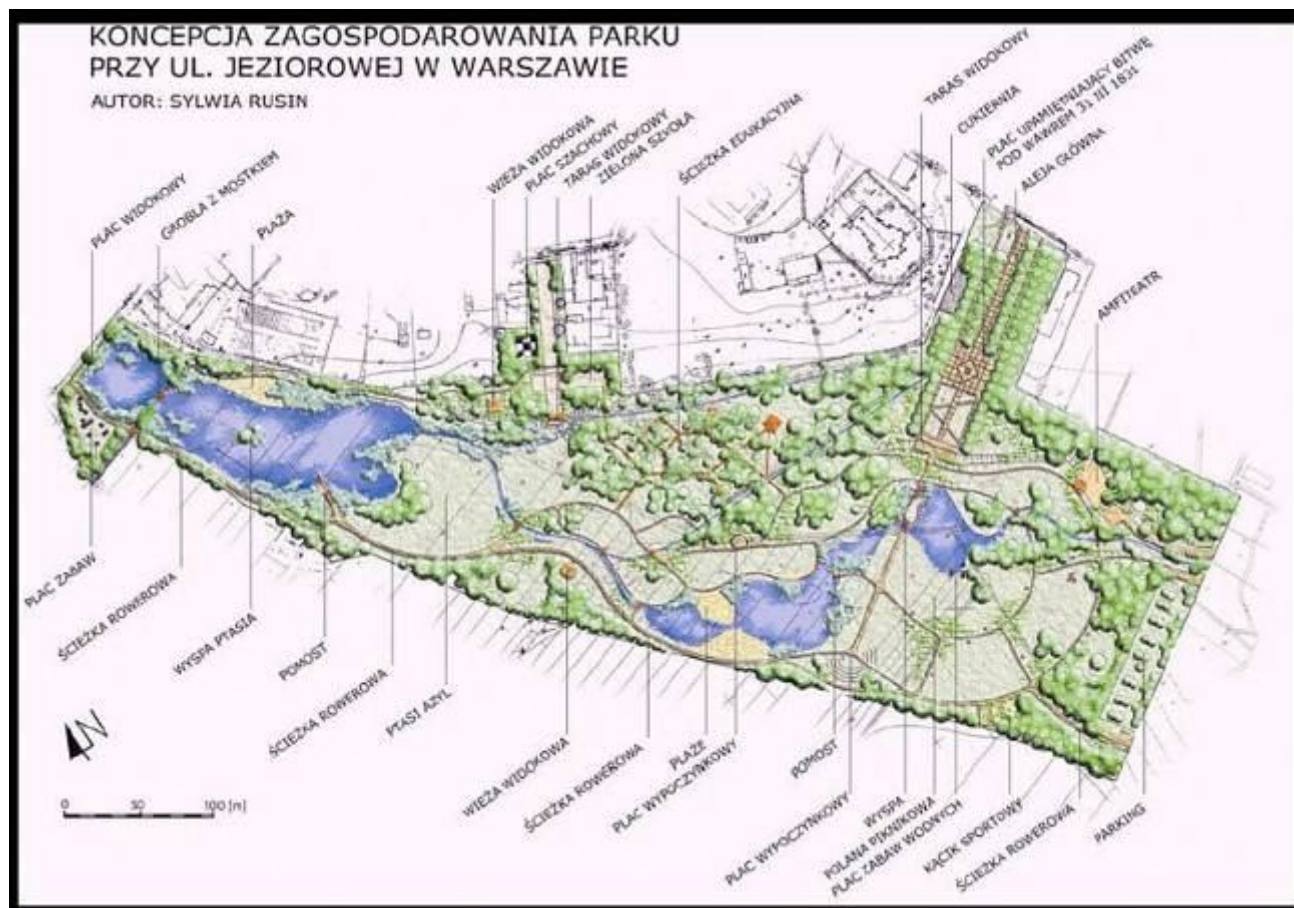 KONCEPCJA ZAGOSPODAROWANIA PARKU
PRZY UL. JEZIOROWEJ W WARSZAWIE
AUTOR: SYLWIA RUSIN
PLAC WIDOKOWY
GROBLA Z MOSTKIEM
PLAŻA
WIEŻA WIDOKOWA
PLAC SZACHOWY
TARAS WIDOKOWY
ZIELONA SZKOŁA
ŚCIEŻKA EDUKACYJNA
TARAS WIDOKOWY
CUKIERNIA
PLAC UPAMIĘTNIAJĄCY BITWĘ
POD WAWREM 31 III 1831
ALEJA GŁÓWNA
AMFITEATR
PLAC ZABAW
ŚCIEŻKA ROWEROWA
WYSPA PTASIA
POMOST
ŚCIEŻKA ROWEROWA
PTASI AZYL
WIEŻA WIDOKOWA
ŚCIEŻKA ROWEROWA
PLAŻE
PLAC WYPOCZYNKOWY
POMOST
PLAC WYPOCZYNKOWY
WYSPA
POLANA PIKNIKOWA
PLAC ZABAW WODNYCH
KĄCIK SPORTOWY
ŚCIEŻKA ROWEROWA
PARKING
N
0 50 100 [m]